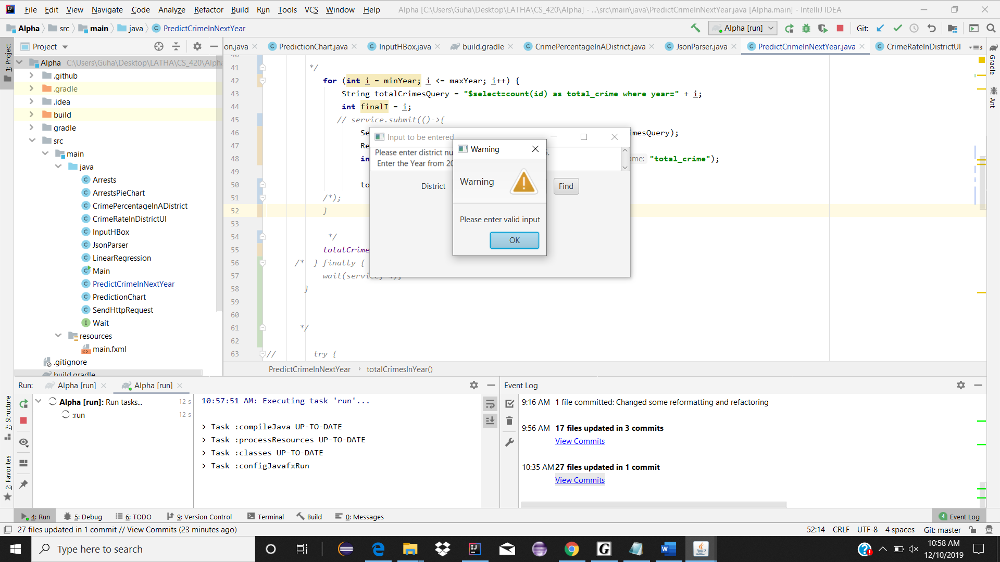 File Edit View Navigate Code Analyze Refactor Build Run Tools VCS Window Help Alpha [C:\Users\Guha\Desktop\LATHA\CS_420\Alpha] - ...\src\main\java\PredictCrimeInNextYear.java [Alpha.main] - IntelliJ IDEA
Alpha src main java PredictCrimeInNextYear Alpha [run] Git:
1: Project
Project
on.java PredictionChart.java InputHBox.java build.gradle CrimePercentageInADistrict.java JsonParser.java PredictCrimeInNextYear.java CrimeRateInDistrictUI 3
Gradle
Ant
Alpha C:\Users\Guha\Desktop\LATHA\CS_420\Alpha
.github
.gradle
.idea
build
gradle
src
main
java
Arrests
ArrestsPieChart
CrimePercentageInADistrict
CrimeRateInDistrictUI
InputHBox
JsonParser
LinearRegression
Main
PredictCrimeInNextYear
PredictionChart
SendHttpRequest
Wait
resources
main.fxml
.gitignore
build.gradle
40
41 */
42 for (int i = minYear; i <= maxYear; i++) {
43 String totalCrimesQuery = "$select=count(id) as total_crime where year=" + i;
44 int finalI = i;
45 // service.submit(()->{
46 Se imesQuery);
47 Re
48 in ame: "total_crime");
49
50 to
51 /*);
52 }
53
54 */
55 totalCrime
56 /* } finally {
57 wait(service, 4);
58 }
59
60
61 */
62
63 // try {
PredictCrimeInNextYear › totalCrimesInYear()
Input to be entered
Please enter district nu
Enter the Year from 20
District
Find
Warning
Warning
Please enter valid input
OK
Run: Alpha [run] Alpha [run]
Alpha [run]: Run tasks... 12 s
:run 12 s
10:57:51 AM: Executing task 'run'...
> Task :compileJava UP-TO-DATE
> Task :processResources UP-TO-DATE
> Task :classes UP-TO-DATE
> Task :configJavafxRun
Event Log
9:16 AM 1 file committed: Changed some reformatting and refactoring
9:56 AM 17 files updated in 3 commits
View Commits
10:35 AM 27 files updated in 1 commit
View Commits
7: Structure
2: Favorites
4: Run 5: Debug 6: TODO 9: Version Control Terminal Build 0: Messages 4 Event Log
27 files updated in 1 commit // View Commits (23 minutes ago) 52:14 CRLF UTF-8 4 spaces Git: master
Type here to search
10:58 AM
12/10/2019